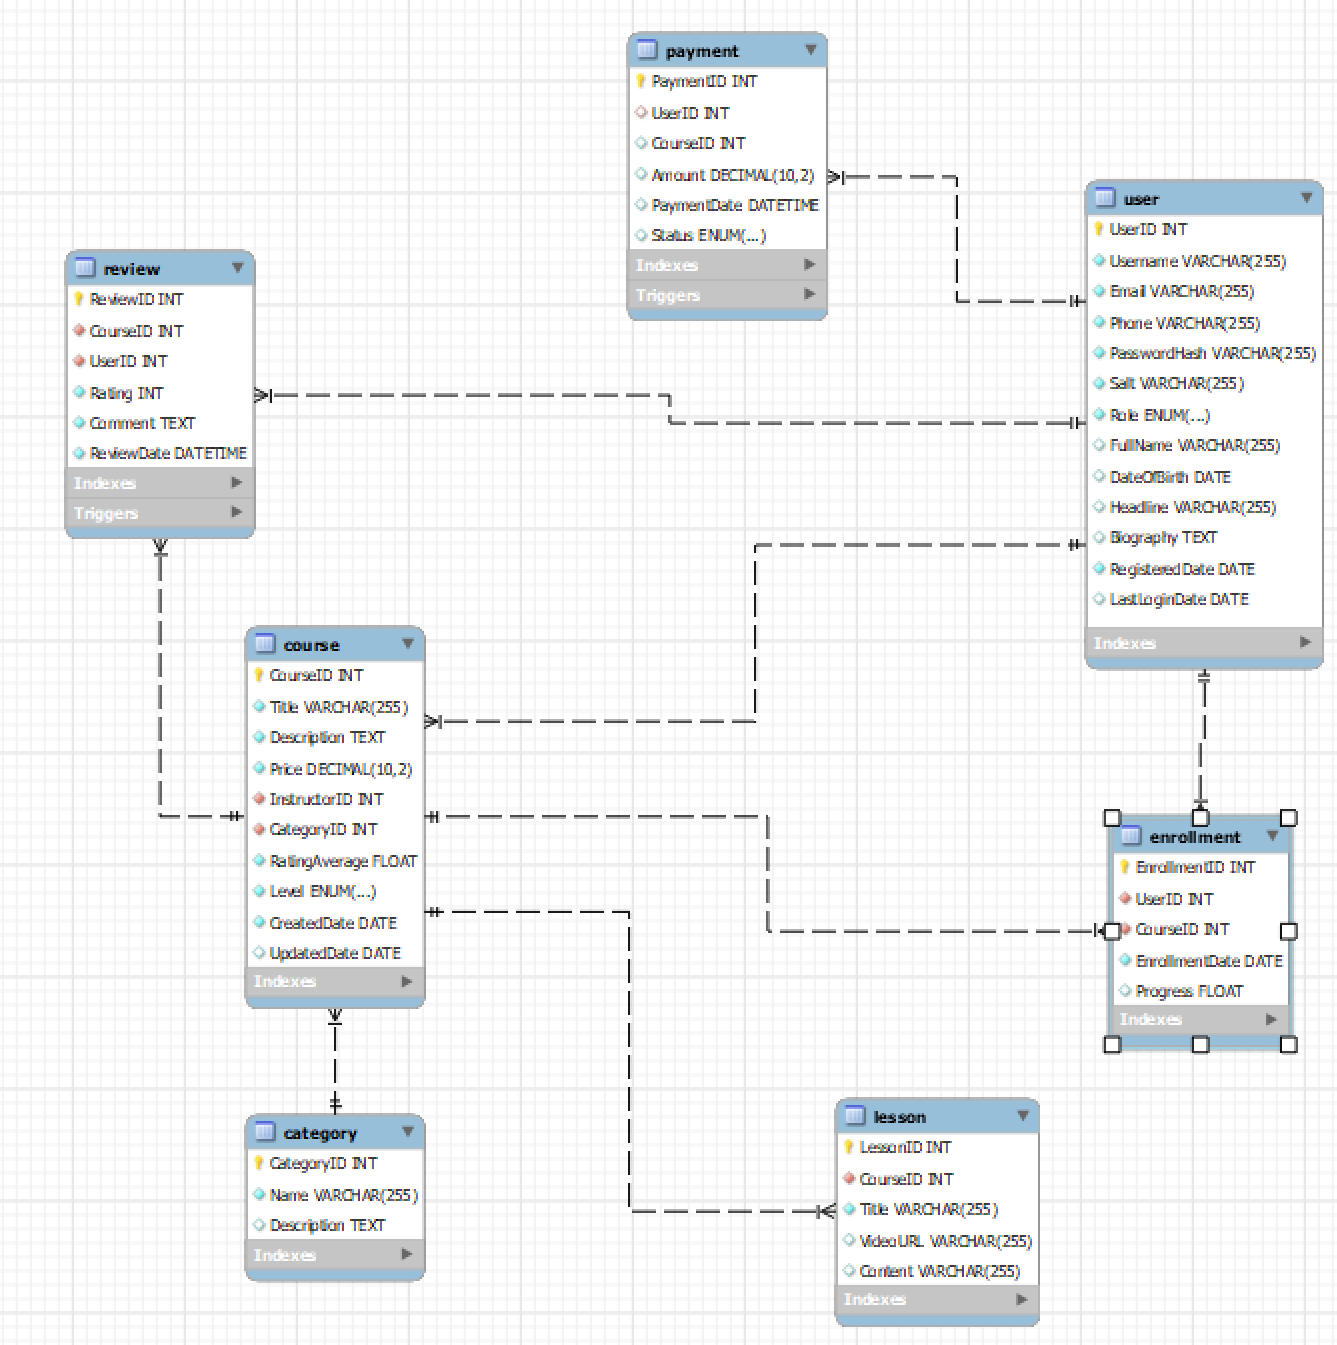 payment
PaymentID INT
UserID INT
CourseID INT
Amount DECIMAL(10,2)
PaymentDate DATETIME
Status ENUM(...)
Indexes
Triggers
user
UserID INT
Username VARCHAR(255)
Email VARCHAR(255)
Phone VARCHAR(255)
PasswordHash VARCHAR(255)
Salt VARCHAR(255)
Role ENUM(...)
FullName VARCHAR(255)
DateOfBirth DATE
Headline VARCHAR(255)
Biography TEXT
RegisteredDate DATE
LastLoginDate DATE
Indexes
review
ReviewID INT
CourseID INT
UserID INT
Rating INT
Comment TEXT
ReviewDate DATETIME
Indexes
Triggers
course
CourseID INT
Title VARCHAR(255)
Description TEXT
Price DECIMAL(10,2)
InstructorID INT
CategoryID INT
RatingAverage FLOAT
Level ENUM(...)
CreatedDate DATE
UpdatedDate DATE
Indexes
enrollment
EnrollmentID INT
UserID INT
CourseID INT
EnrollmentDate DATE
Progress FLOAT
Indexes
category
CategoryID INT
Name VARCHAR(255)
Description TEXT
Indexes
lesson
LessonID INT
CourseID INT
Title VARCHAR(255)
VideoURL VARCHAR(255)
Content VARCHAR(255)
Indexes